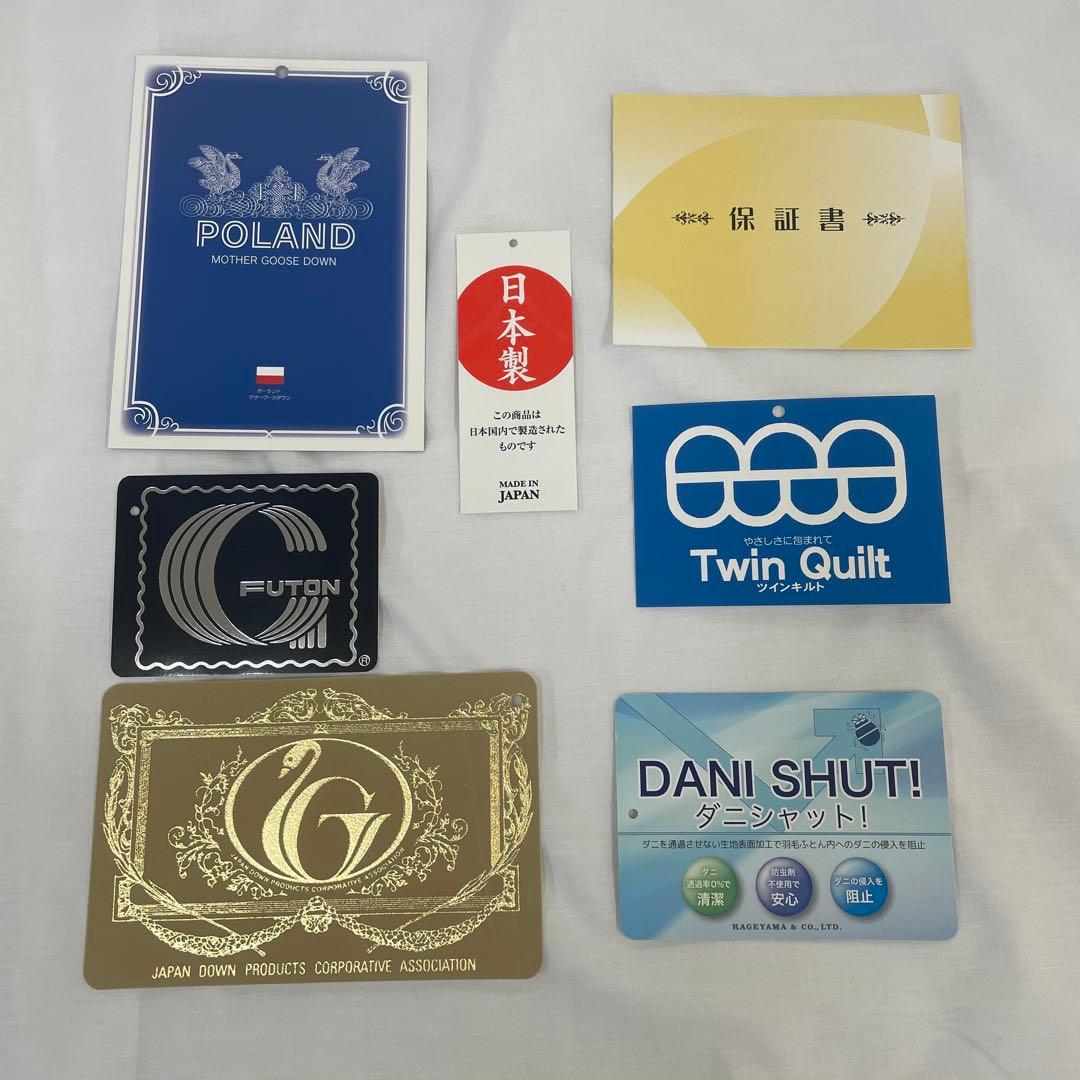 POLAND
MOTHER GOOSE DOWN
ポーランド
マザーグースダウン
日本製
この商品は
日本国内で製造された
ものです
MADE IN
JAPAN
保証書
FUTON
®
やさしさに包まれて
Twin Quilt
ツインキルト
G
JAPAN DOWN PRODUCTS CORPORATIVE ASSOCIATION
JAPAN DOWN PRODUCTS CORPORATIVE ASSOCIATION
DANI SHUT!
ダニシャット!
ダニを通過させない生地表面加工で羽毛ふとん内へのダニの侵入を阻止
ダニ
通過率0%で
清潔
防虫剤
不使用で
安心
ダニの侵入を
阻止
KAGEYAMA & CO., LTD.